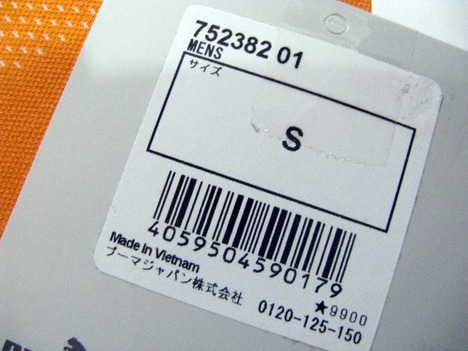 752382 01
MENS
サイズ
S
4059504590179
Made in Vietnam
★9900
プーマジャパン株式会社
0120-125-150